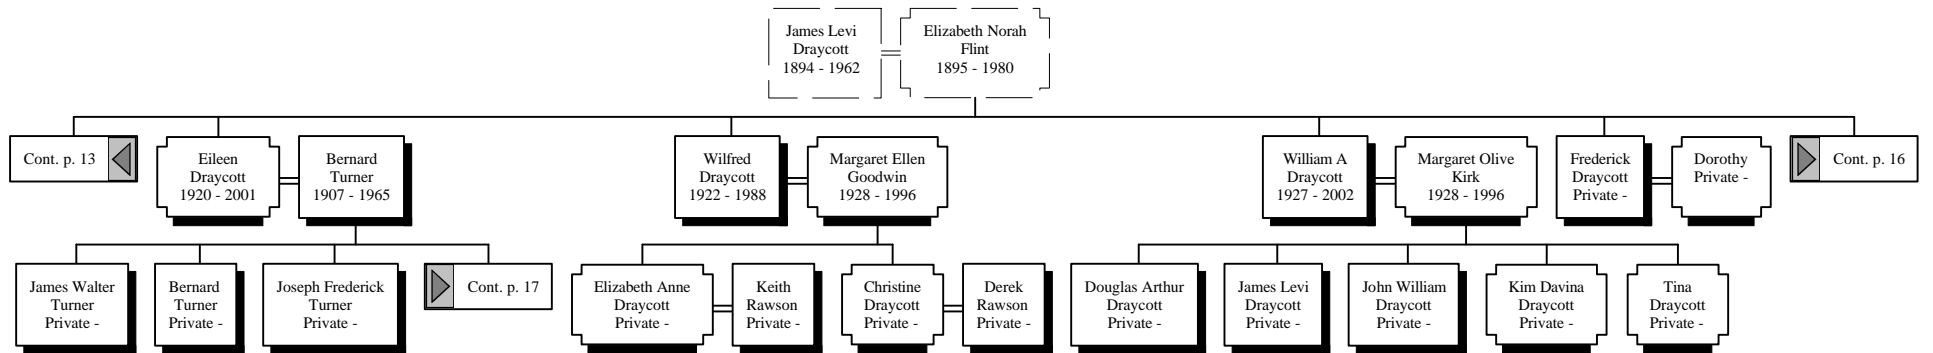 James Levi
Draycott
1894 - 1962
Elizabeth Norah
Flint
1895 - 1980
Cont. p. 13
Eileen
Draycott
1920 - 2001
Bernard
Turner
1907 - 1965
Wilfred
Draycott
1922 - 1988
Margaret Ellen
Goodwin
1928 - 1996
William A
Draycott
1927 - 2002
Margaret Olive
Kirk
1928 - 1996
Frederick
Draycott
Private -
Dorothy
Private -
Cont. p. 16
James Walter
Turner
Private -
Bernard
Turner
Private -
Joseph Frederick
Turner
Private -
Cont. p. 17
Elizabeth Anne
Draycott
Private -
Keith
Rawson
Private -
Christine
Draycott
Private -
Derek
Rawson
Private -
Douglas Arthur
Draycott
Private -
James Levi
Draycott
Private -
John William
Draycott
Private -
Kim Davina
Draycott
Private -
Tina
Draycott
Private -